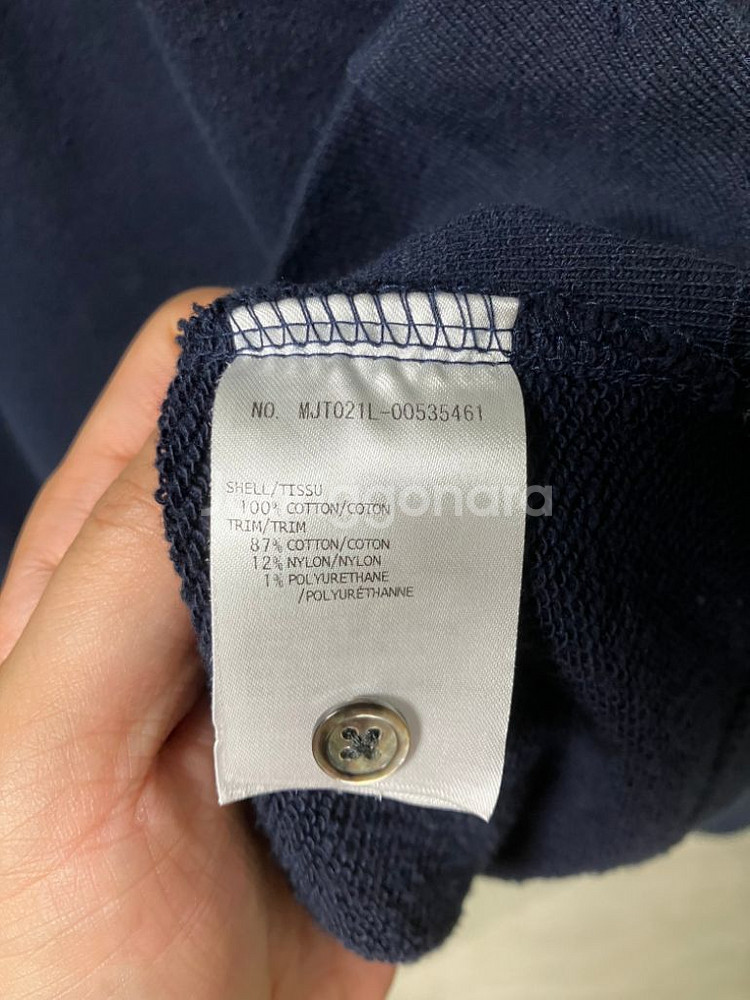 NO. MJT021L-00535461
SHELL/TISSU
100% COTTON/COTON
TRIM/TRIM
87% COTTON/COTON
12% NYLON/NYLON
1% POLYURETHANE
/POLYURÉTHANNE